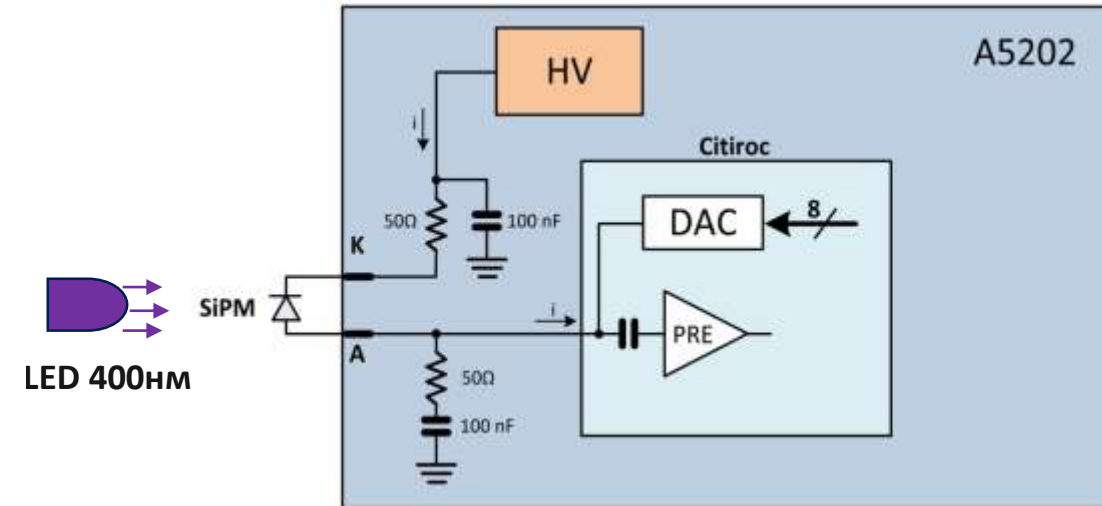 A5202
HV
i
Citiroc
50Ω
100 nF
DAC
8
K
SiPM
i
PRE
A
LED 400нм
50Ω
100 nF